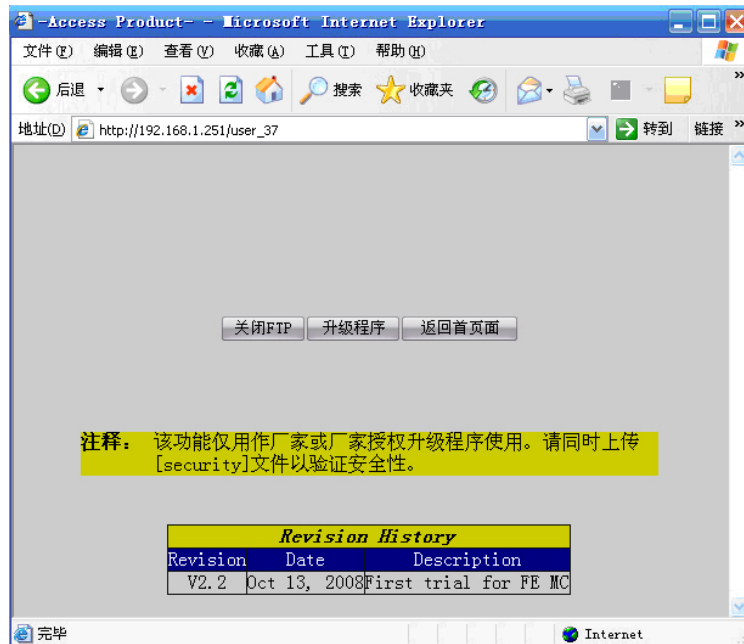 -Access Product- - Microsoft Internet Explorer
文件(F) 编辑(E) 查看(V) 收藏(A) 工具(T) 帮助(H)
后退 搜索 收藏夹 »
地址(D) http://192.168.1.251/user_37 转到 链接 »
关闭FTP 升级程序 返回首页面
注释： 该功能仅用作厂家或厂家授权升级程序使用。请同时上传
[security]文件以验证安全性。
Revision History
Revision Date Description
V2.2 Oct 13, 2008 First trial for FE MC
完毕 Internet